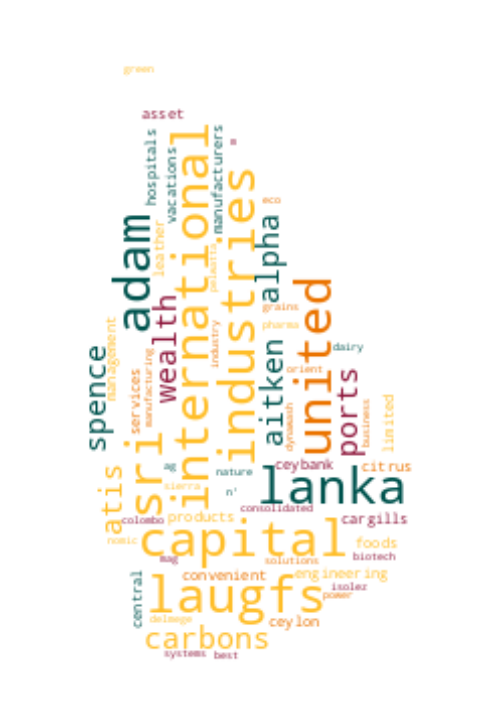 green
asset
hospitals
vacations
manufacturers
international
industries
adam
leather
palmatta
eco
alpha
grains
pharma
united
wealth
industry
management
spence
services
manufacturing
aitken
orient
dairy
ports
dynawash
business
limited
sri
atis
ag
nature
ceybank
citrus
sierra
n'
lanka
consolidated
colombo
products
cargills
capital
nomic
foods
biotech
mag
solutions
convenient
engineering
central
laugfs
isolez
power
delmege
ceylon
carbons
systems
best